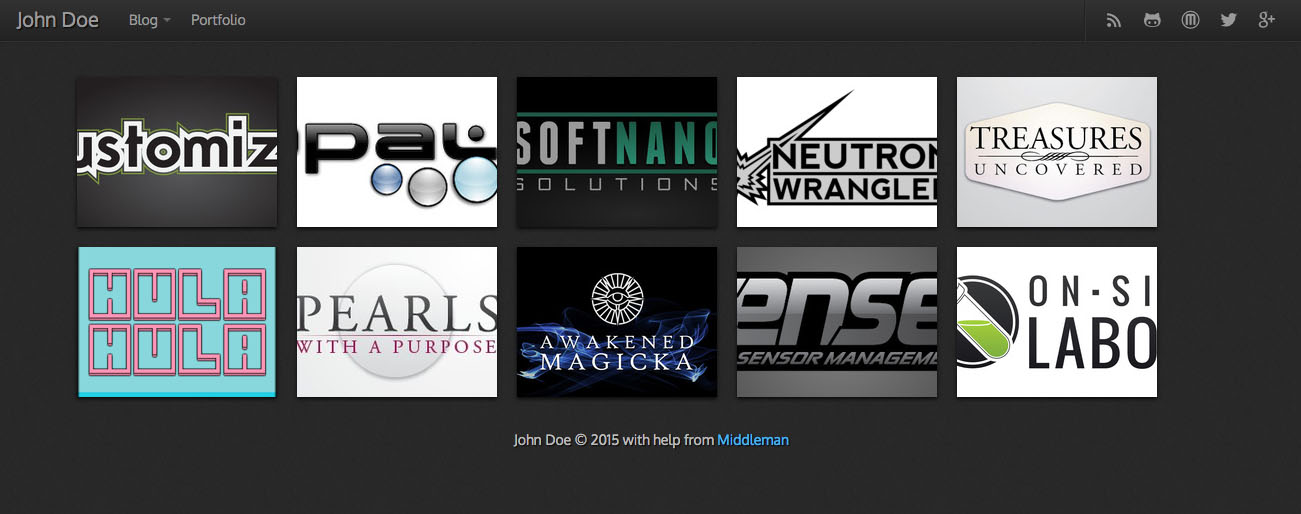 John Doe Blog Portfolio
ustomiz
pay
SOFTNANO
SOLUTIONS
NEUTRON
WRANGLER
TREASURES
UNCOVERED
HULA
HULA
PEARLS
WITH A PURPOSE
AWAKENED
MAGICKA
ense
SENSOR MANAGEME
ON-SI
LABO
John Doe © 2015 with help from Middleman